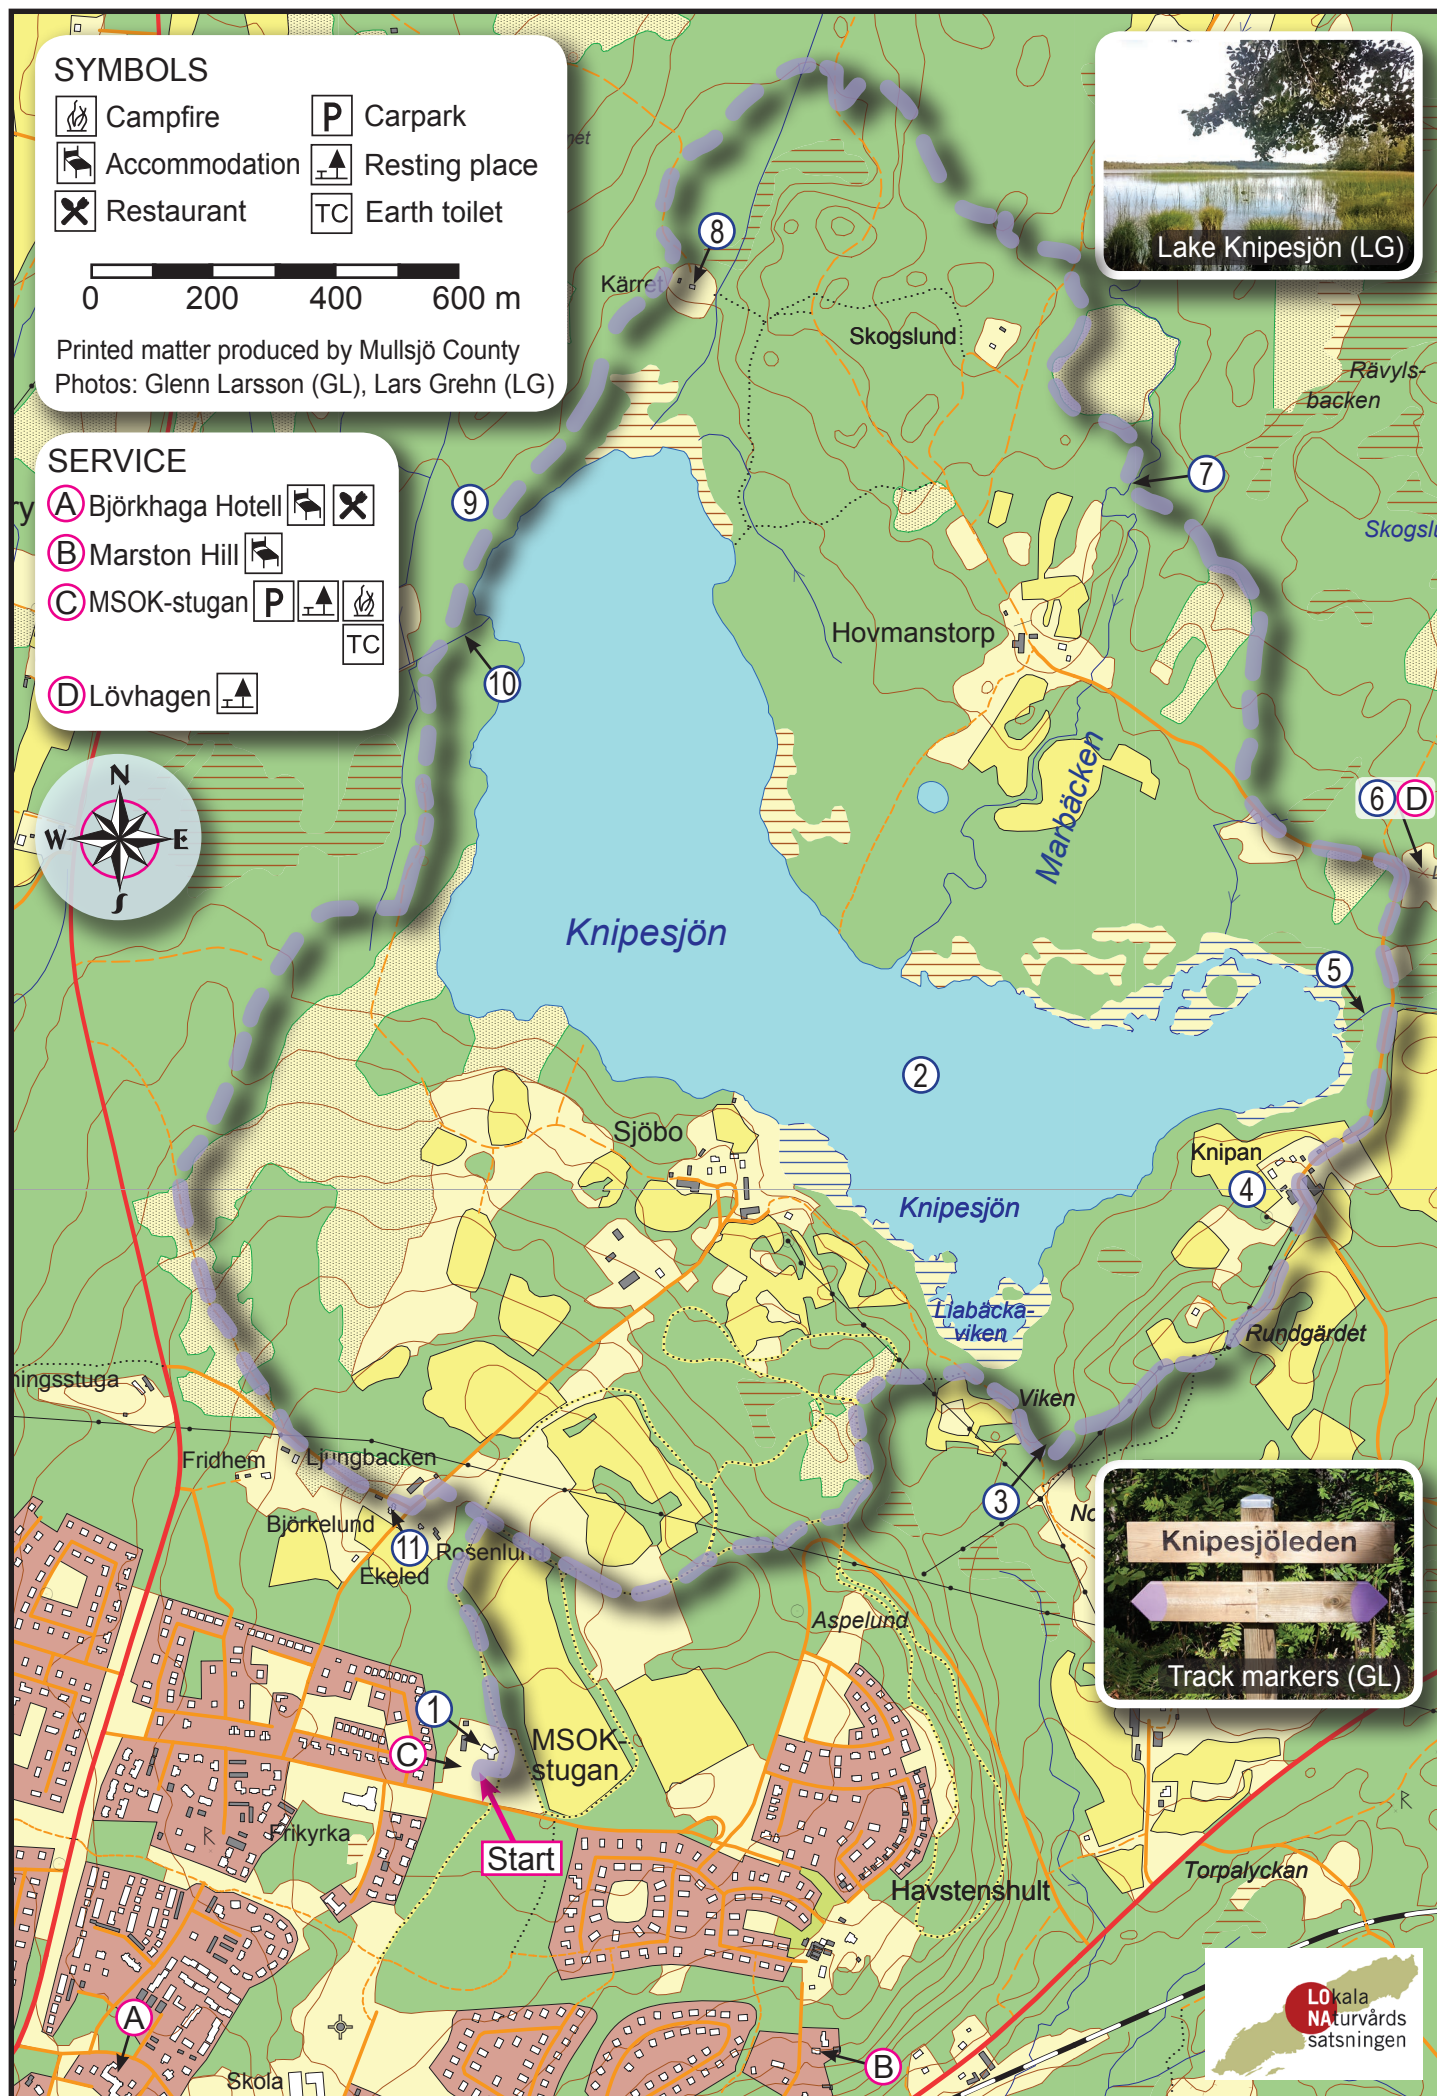 SYMBOLS
Campfire
P Carpark
Accommodation
Resting place
Restaurant
TC Earth toilet
0 200 400 600 m
Printed matter produced by Mullsjö County
Photos: Glenn Larsson (GL), Lars Grehn (LG)
SERVICE
A Björkhaga Hotell
B Marston Hill
C MSOK-stugan P
TC
D Lövhagen
N
W E
S
Lake Knipesjön (LG)
8
Kärret
Skogslund
Rävyls-
backen
9
7
Hovmanstorp
10
Marbäcken
6 D
Knipesjön
5
2
Sjöbo
Knipan
4
Knipesjön
Liabäcka-
viken
Rundgärdet
ningsstuga
Viken
Fridhem
Ljungbacken
3
Björkelund
11
Rosenlund
Ekeled
Knipesjöleden
Aspelund
Track markers (GL)
1
C
MSOK-
stugan
Frikyrka
Start
Torpalyckan
Havstenshult
A
B
Skola
LOkala
NAturvårds
satsningen